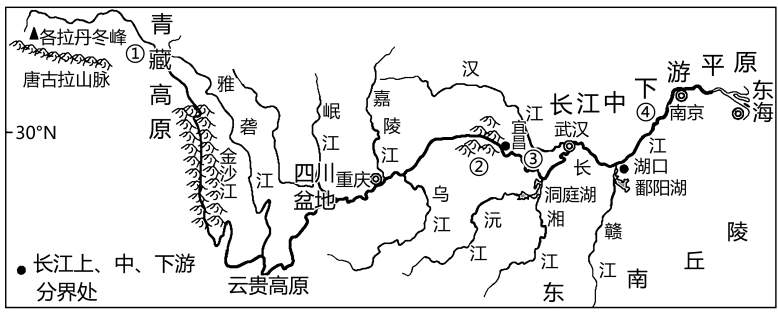 青藏高原
各拉丹冬峰
唐古拉山脉
①
30°N
雅砻江
金沙江
岷江
嘉陵江
四川盆地
重庆
汉江
宜昌
②
③
武汉
长江中下游平原
④
南京
东海
长江
湖口
鄱阳湖
洞庭湖
乌江
沅江
湘江
赣江
东南丘陵
云贵高原
长江上、中、下游
分界处